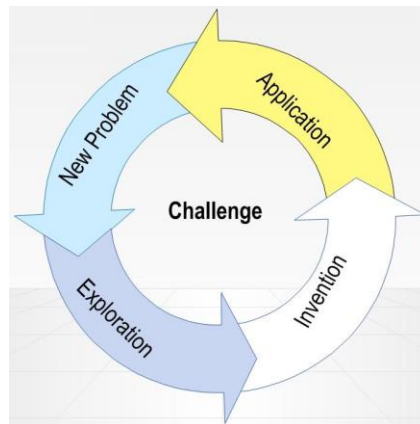 New Problem
Application
Challenge
Exploration
Invention